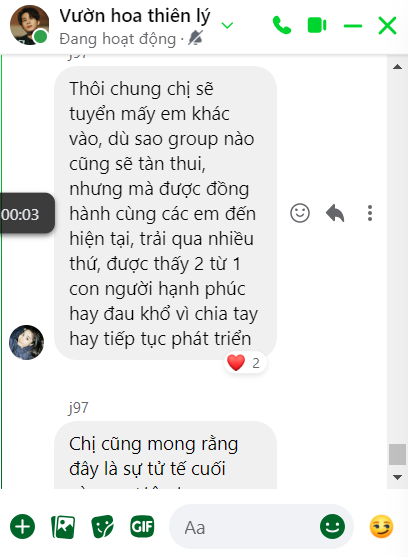 Vườn hoa thiên lý
Đang hoạt động ·
j97
Thôi chung chị sẽ
tuyển mấy em khác
vào, dù sao group nào
cũng sẽ tàn thui,
nhưng mà được đồng
hành cùng các em đến
00:03
hiện tại, trải qua nhiều
thứ, được thấy 2 từ 1
con người hạnh phúc
hay đau khổ vì chia tay
hay tiếp tục phát triển
2
j97
Chị cũng mong rằng
đây là sự tử tế cuối
GIF
Aa